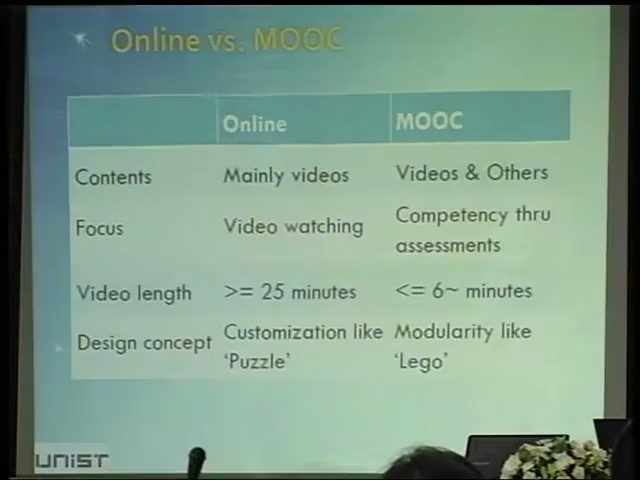 Online vs. MOOC
Online MOOC
Contents Mainly videos Videos & Others
Focus Video watching Competency thru
assessments
Video length >= 25 minutes <= 6~ minutes
Design concept Customization like Modularity like
'Puzzle' 'Lego'
UNIST